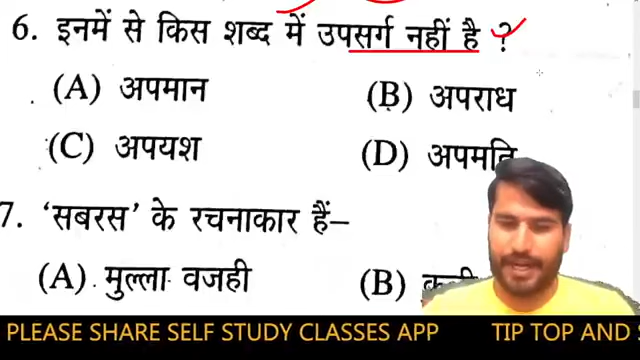 6. इनमें से किस शब्द में उपसर्ग नहीं है ?
(A) अपमान (B) अपराध
(C) अपयश (D) अपमति
7. ‘सबरस’ के रचनाकार हैं–
(A) मुल्ला वजही (B)
PLEASE SHARE SELF STUDY CLASSES APP TIP TOP AND